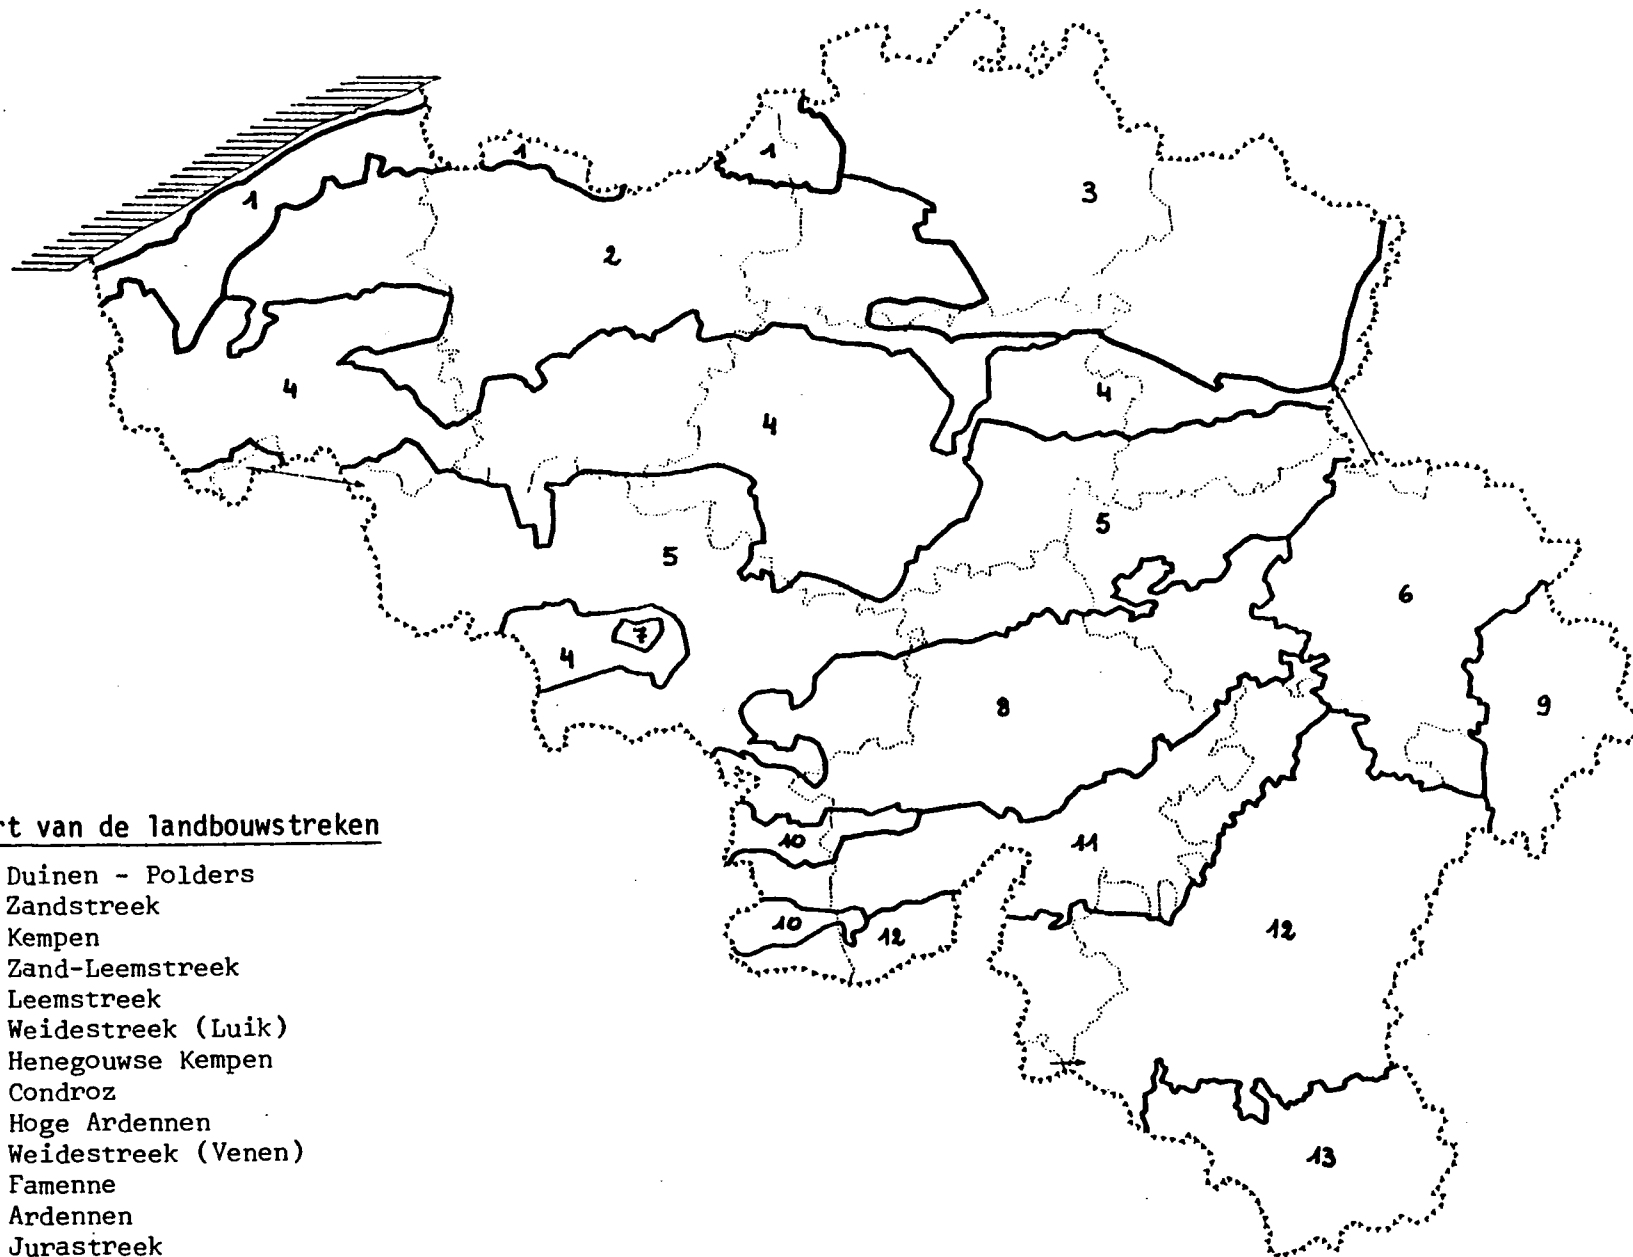 1
1
1
3
2
4
4
4
5
5
6
7
4
8
9
rt van de landbouwstreken
10
11
Duinen - Polders
Zandstreek
10
12
12
Kempen
Zand-Leemstreek
Leemstreek
Weidestreek (Luik)
Henegouwse Kempen
Condroz
Hoge Ardennen
Weidestreek (Venen)
13
Famenne
Ardennen
Jurastreek